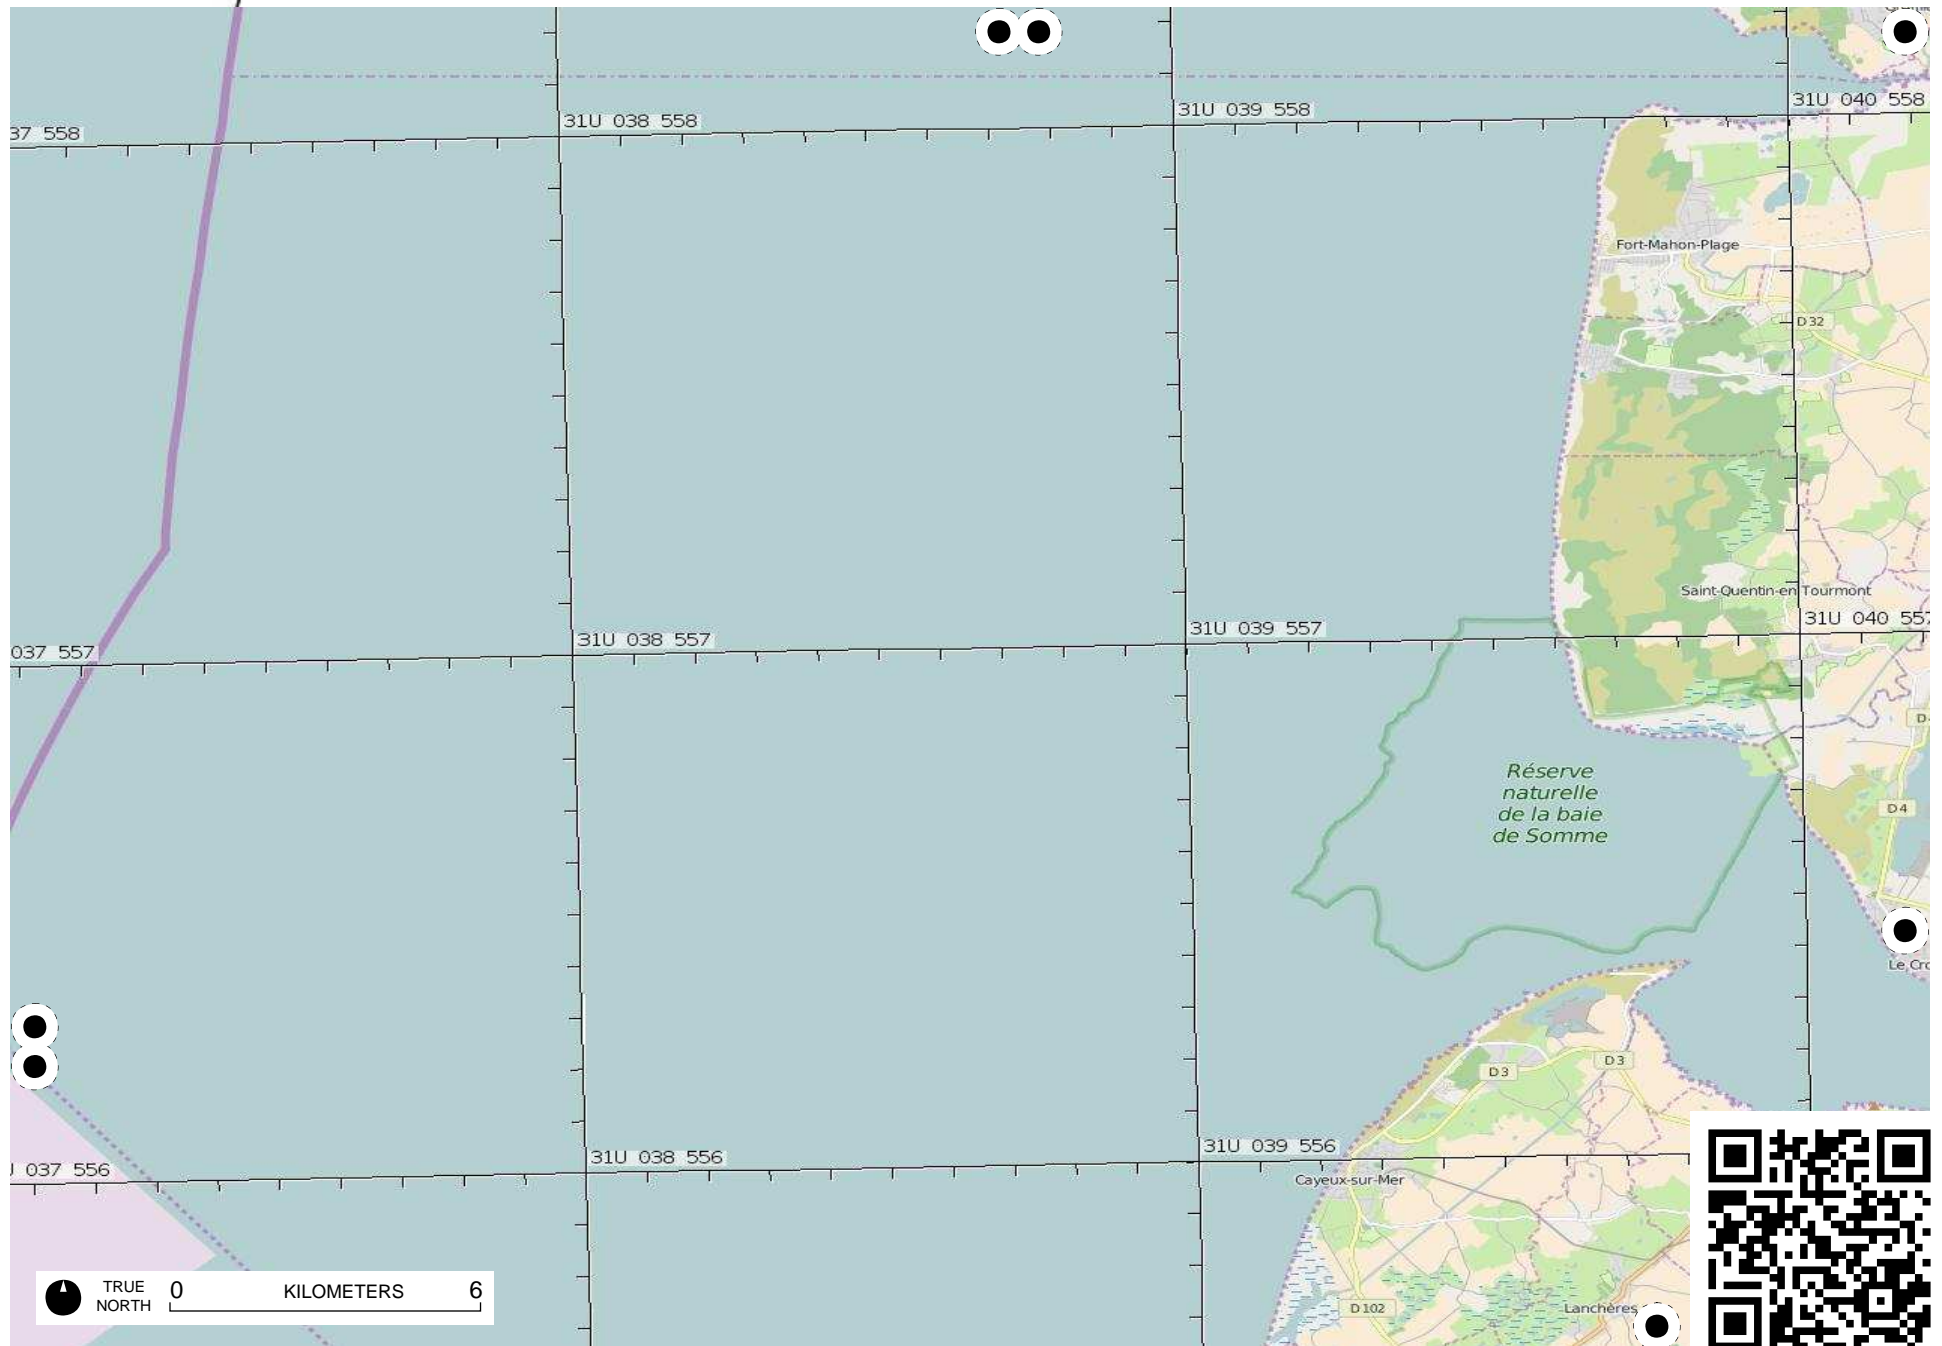 31U 040 558
31U 039 558
31U 038 558
37 558
Fort-Mahon-Plage
D32
Saint-Quentin-en Tourmont
31U 040 557
31U 039 557
31U 038 557
037 557
D4
Réserve
naturelle
de la baie
de Somme
D3
D3
31U 039 556
31U 038 556
037 556
Cayeux-sur-Mer
D102
Lanchères
TRUE
NORTH
0 KILOMETERS 6